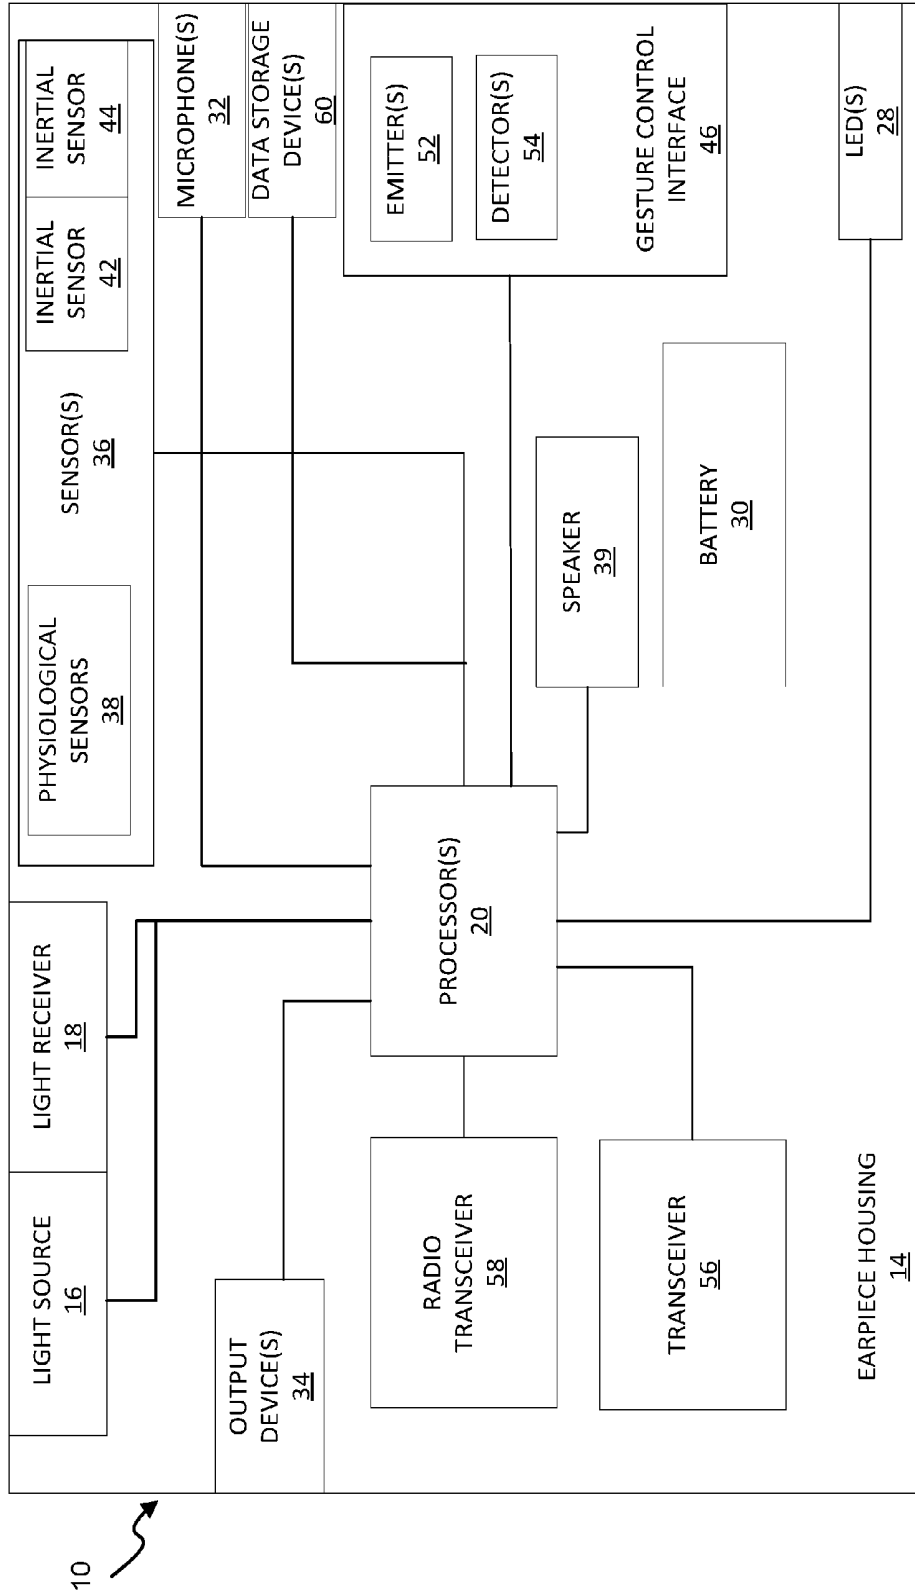 10
LIGHT SOURCE
16
LIGHT RECEIVER
18
PHYSIOLOGICAL
SENSORS
38
SENSOR(S)
36
INERTIAL
SENSOR
42
INERTIAL
SENSOR
44
MICROPHONE(S)
32
DATA STORAGE
DEVICE(S)
60
OUTPUT
DEVICE(S)
34
RADIO
TRANSCEIVER
58
PROCESSOR(S)
20
EMITTER(S)
52
DETECTOR(S)
54
GESTURE CONTROL
INTERFACE
46
SPEAKER
39
TRANSCEIVER
56
BATTERY
30
EARPIECE HOUSING
14
LED(S)
28